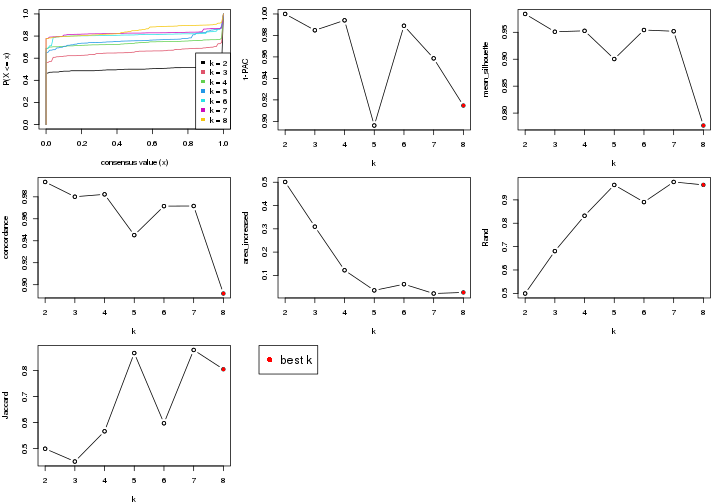 P(X <= x)
0.0 0.2 0.4 0.6 0.8 1.0
k = 2
k = 3
k = 4
k = 5
k = 6
k = 7
k = 8
0.0 0.2 0.4 0.6 0.8 1.0
consensus value (x)
1-PAC
0.90 0.92 0.94 0.96 0.98 1.00
2 3 4 5 6 7 8
k
mean_silhouette
0.80 0.85 0.90 0.95
2 3 4 5 6 7 8
k
concordance
0.90 0.92 0.94 0.96 0.98
2 3 4 5 6 7 8
k
area_increased
0.1 0.2 0.3 0.4 0.5
2 3 4 5 6 7 8
k
Rand
0.5 0.6 0.7 0.8 0.9
2 3 4 5 6 7 8
k
Jaccard
0.5 0.6 0.7 0.8
2 3 4 5 6 7 8
k
best k